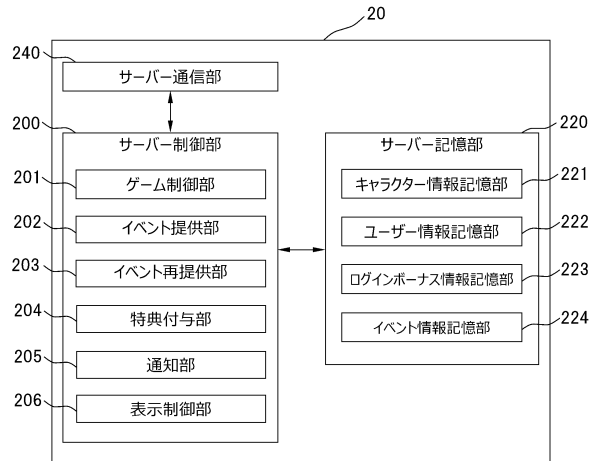 20
240
サーバー通信部
200
サーバー制御部
201
ゲーム制御部
202
イベント提供部
203
イベント再提供部
204
特典付与部
205
通知部
206
表示制御部
220
サーバー記憶部
221
キャラクター情報記憶部
222
ユーザー情報記憶部
223
ログインボーナス情報記憶部
224
イベント情報記憶部